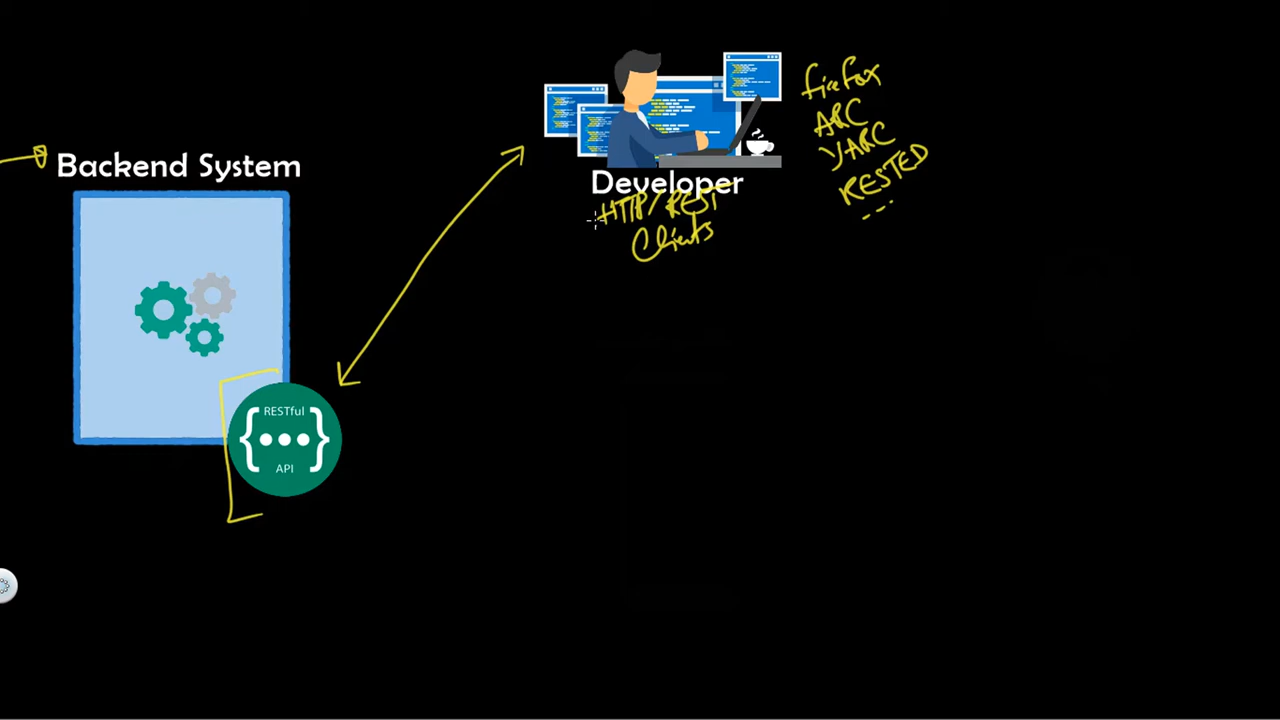 Backend System
RESTful
API
Developer
HTTP/REST
Clients
firefox
ARC
YARC
RESTED
---